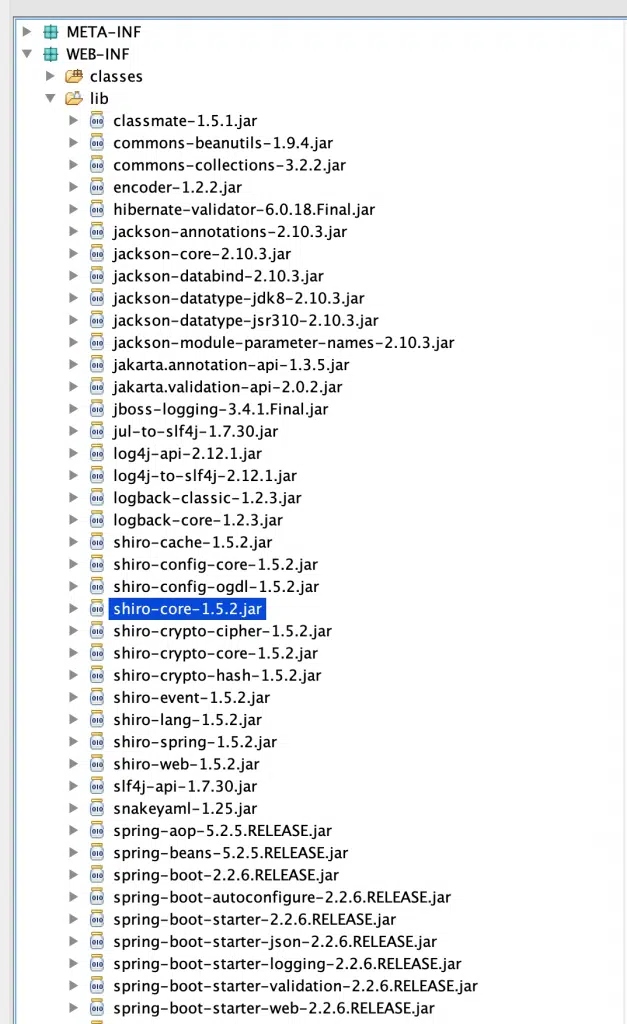 META-INF
WEB-INF
classes
lib
classmate-1.5.1.jar
commons-beanutils-1.9.4.jar
commons-collections-3.2.2.jar
encoder-1.2.2.jar
hibernate-validator-6.0.18.Final.jar
jackson-annotations-2.10.3.jar
jackson-core-2.10.3.jar
jackson-databind-2.10.3.jar
jackson-datatype-jdk8-2.10.3.jar
jackson-datatype-jsr310-2.10.3.jar
jackson-module-parameter-names-2.10.3.jar
jakarta.annotation-api-1.3.5.jar
jakarta.validation-api-2.0.2.jar
jboss-logging-3.4.1.Final.jar
jul-to-slf4j-1.7.30.jar
log4j-api-2.12.1.jar
log4j-to-slf4j-2.12.1.jar
logback-classic-1.2.3.jar
logback-core-1.2.3.jar
shiro-cache-1.5.2.jar
shiro-config-core-1.5.2.jar
shiro-config-ogdl-1.5.2.jar
shiro-core-1.5.2.jar
shiro-crypto-cipher-1.5.2.jar
shiro-crypto-core-1.5.2.jar
shiro-crypto-hash-1.5.2.jar
shiro-event-1.5.2.jar
shiro-lang-1.5.2.jar
shiro-spring-1.5.2.jar
shiro-web-1.5.2.jar
slf4j-api-1.7.30.jar
snakeyaml-1.25.jar
spring-aop-5.2.5.RELEASE.jar
spring-beans-5.2.5.RELEASE.jar
spring-boot-2.2.6.RELEASE.jar
spring-boot-autoconfigure-2.2.6.RELEASE.jar
spring-boot-starter-2.2.6.RELEASE.jar
spring-boot-starter-json-2.2.6.RELEASE.jar
spring-boot-starter-logging-2.2.6.RELEASE.jar
spring-boot-starter-validation-2.2.6.RELEASE.jar
spring-boot-starter-web-2.2.6.RELEASE.jar